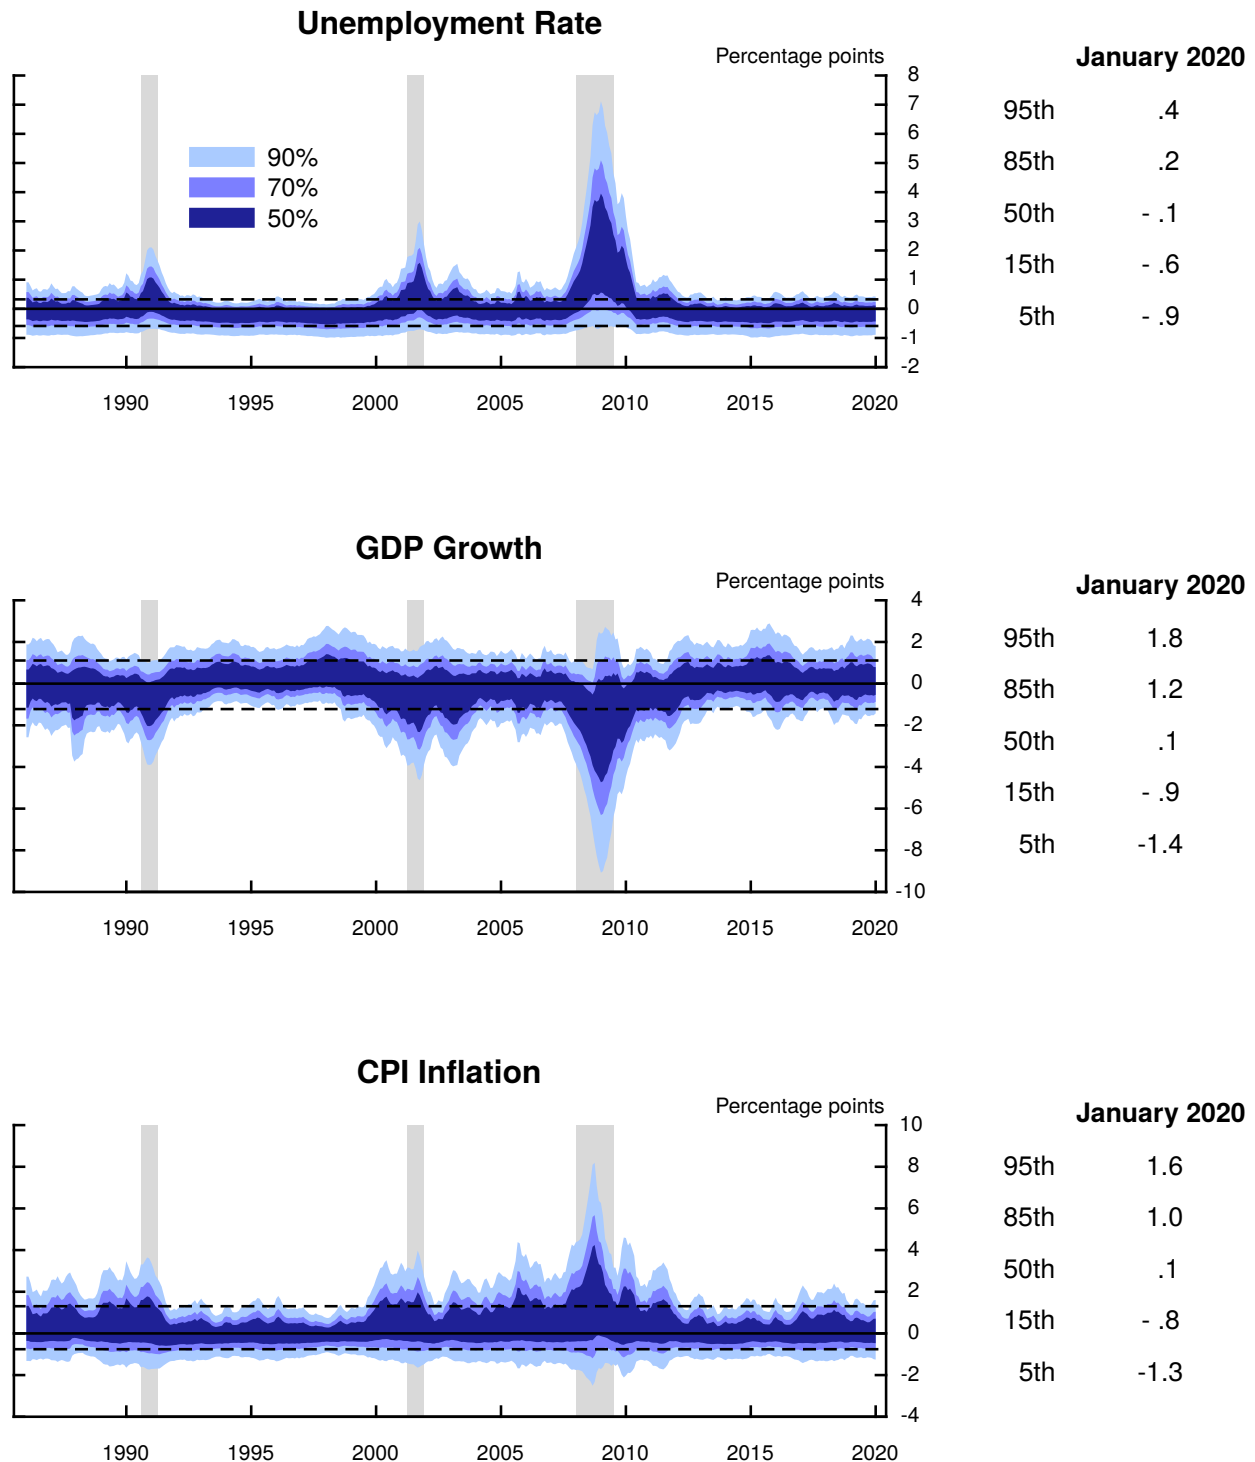 Unemployment Rate
Percentage points
January 2020
8
7
6
5
4
3
2
1
0
-1
-2
90%
70%
50%
1990 1995 2000 2005 2010 2015 2020
95th .4
85th .2
50th - .1
15th - .6
5th - .9
GDP Growth
Percentage points
January 2020
4
2
0
-2
-4
-6
-8
-10
1990 1995 2000 2005 2010 2015 2020
95th 1.8
85th 1.2
50th .1
15th - .9
5th -1.4
CPI Inflation
Percentage points
January 2020
10
8
6
4
2
0
-2
-4
1990 1995 2000 2005 2010 2015 2020
95th 1.6
85th 1.0
50th .1
15th - .8
5th -1.3